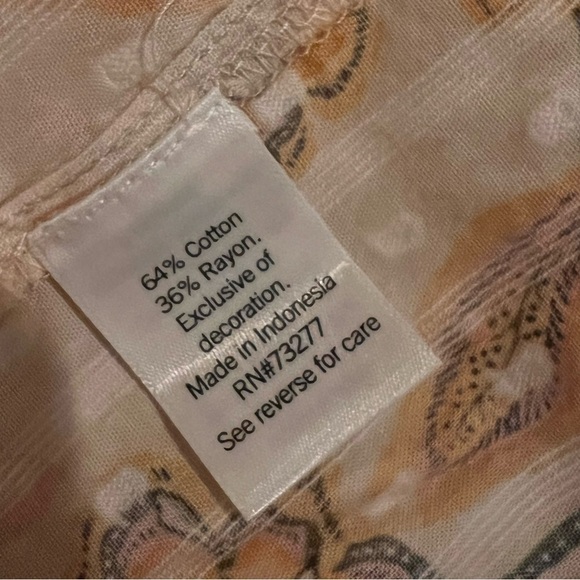 64% Cotton
36% Rayon.
Exclusive of
decoration.
Made in Indonesia
RN#73277
See reverse for care